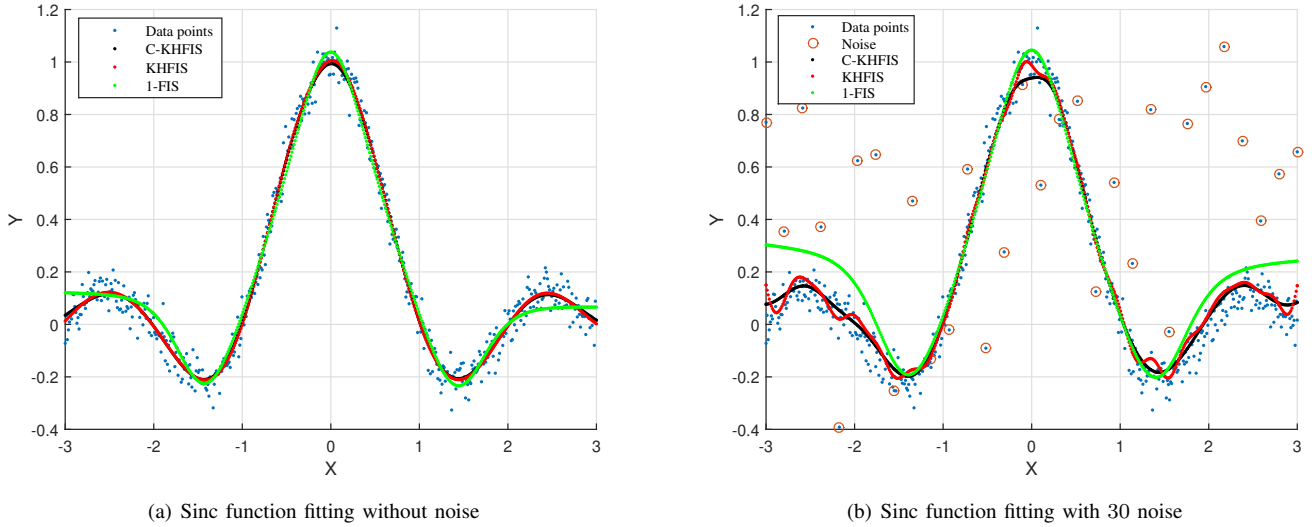 1.2
1
0.8
0.6
0.4
0.2
0
-0.2
-0.4
Y
-3
-2
-1
0
1
2
3
X
Data points
C-KHFIS
KHFIS
1-FIS
(a) Sinc function fitting without noise
1.2
1
0.8
0.6
0.4
0.2
0
-0.2
-0.4
Y
-3
-2
-1
0
1
2
3
X
Data points
Noise
C-KHFIS
KHFIS
1-FIS
(b) Sinc function fitting with 30 noise